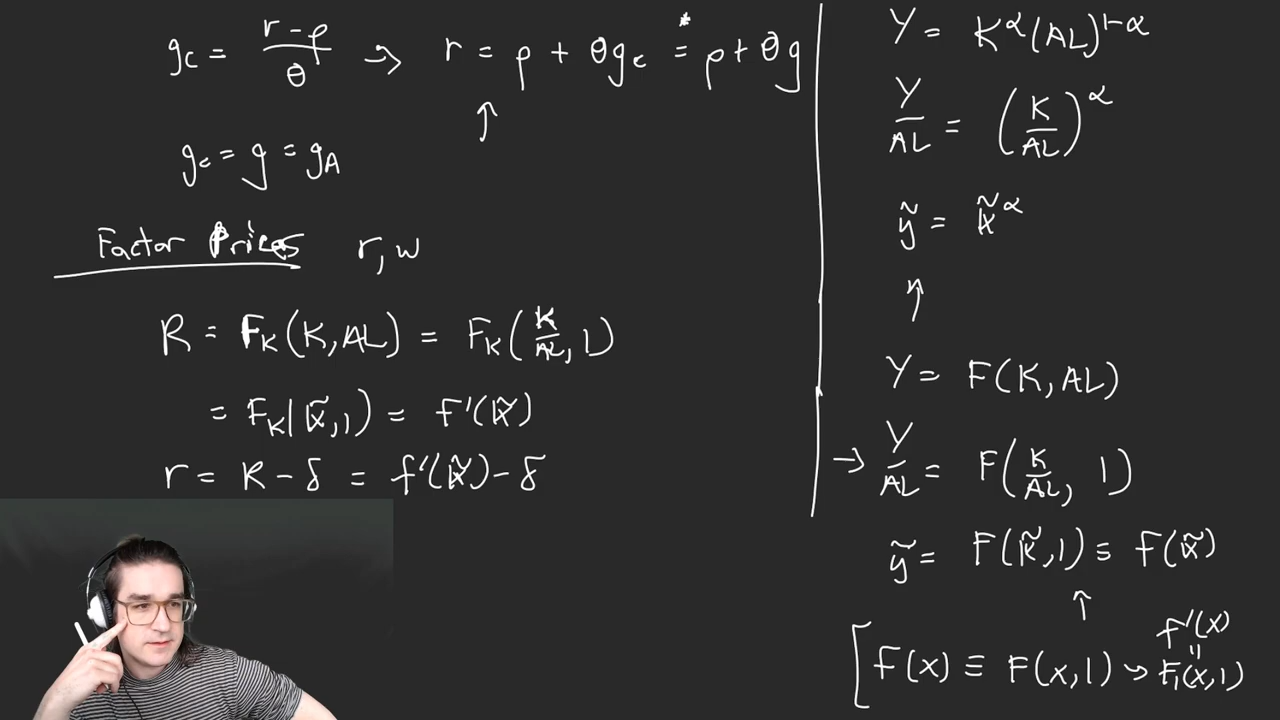 g_c = (r − ρ)/θ → r = ρ + θg_c =* ρ + θg
↑
g_c = g = g_A
Factor Prices r, w
R = F_K(K, AL) = F_K(K/AL, 1)
= F_K(k̃, 1) = f'(k̃)
r = R − δ = f'(k̃) − δ
Y = K^α(AL)^{1−α}
Y/AL = (K/AL)^α
ỹ = k̃^α
↑
Y = F(K, AL)
→ Y/AL = F(K/AL, 1)
ỹ = F(k̃, 1) ≡ f(k̃)
↑
f'(x)
[ f(x) ≡ F(x, 1) → F_1(x, 1)